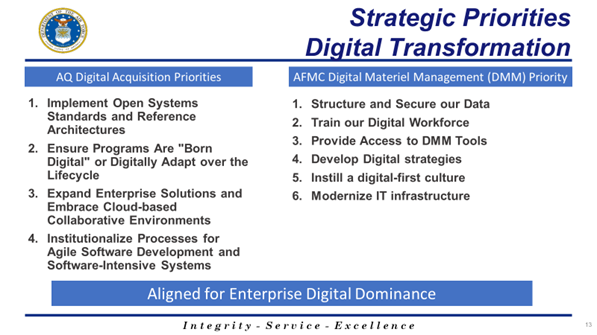 Strategic Priorities
Digital Transformation
AQ Digital Acquisition Priorities
1. Implement Open Systems
Standards and Reference
Architectures
2. Ensure Programs Are "Born
Digital" or Digitally Adapt over the
Lifecycle
3. Expand Enterprise Solutions and
Embrace Cloud-based
Collaborative Environments
4. Institutionalize Processes for
Agile Software Development and
Software-Intensive Systems
AFMC Digital Materiel Management (DMM) Priority
1. Structure and Secure our Data
2. Train our Digital Workforce
3. Provide Access to DMM Tools
4. Develop Digital strategies
5. Instill a digital-first culture
6. Modernize IT infrastructure
Aligned for Enterprise Digital Dominance
Integrity - Service - Excellence
13